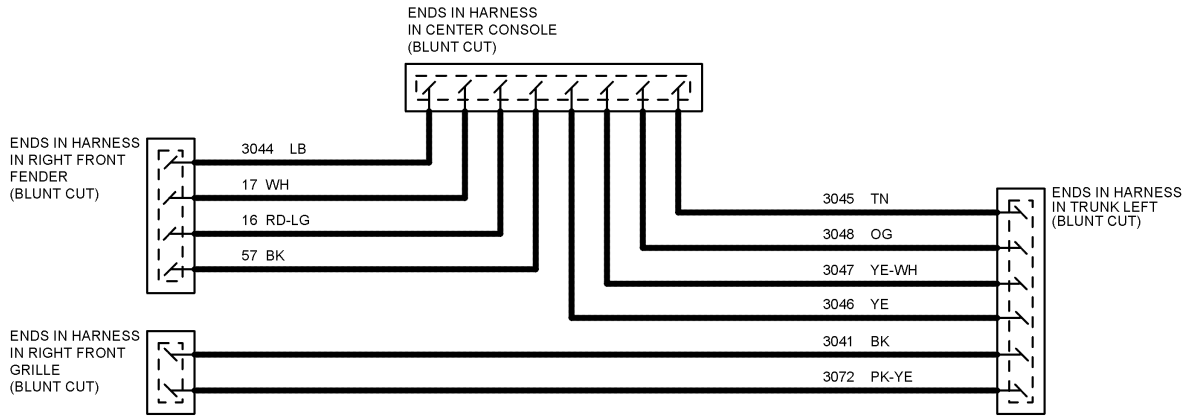 ENDS IN HARNESS
IN CENTER CONSOLE
(BLUNT CUT)
ENDS IN HARNESS
IN RIGHT FRONT
FENDER
(BLUNT CUT)
3044 LB
17 WH
16 RD-LG
57 BK
3045 TN
3048 OG
3047 YE-WH
3046 YE
3041 BK
3072 PK-YE
ENDS IN HARNESS
IN TRUNK LEFT
(BLUNT CUT)
ENDS IN HARNESS
IN RIGHT FRONT
GRILLE
(BLUNT CUT)